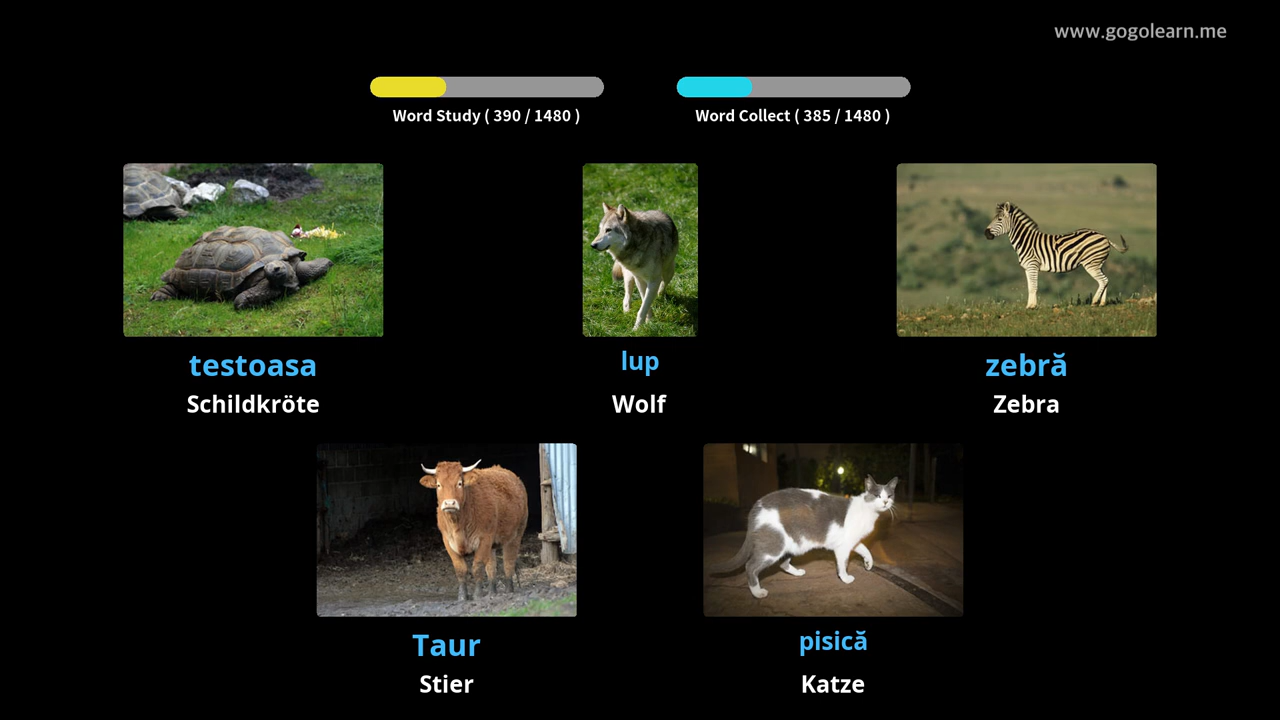 www.gogolearn.me
Word Study ( 390 / 1480 )
Word Collect ( 385 / 1480 )
testoasa
Schildkröte
lup
Wolf
zebră
Zebra
Taur
Stier
pisică
Katze